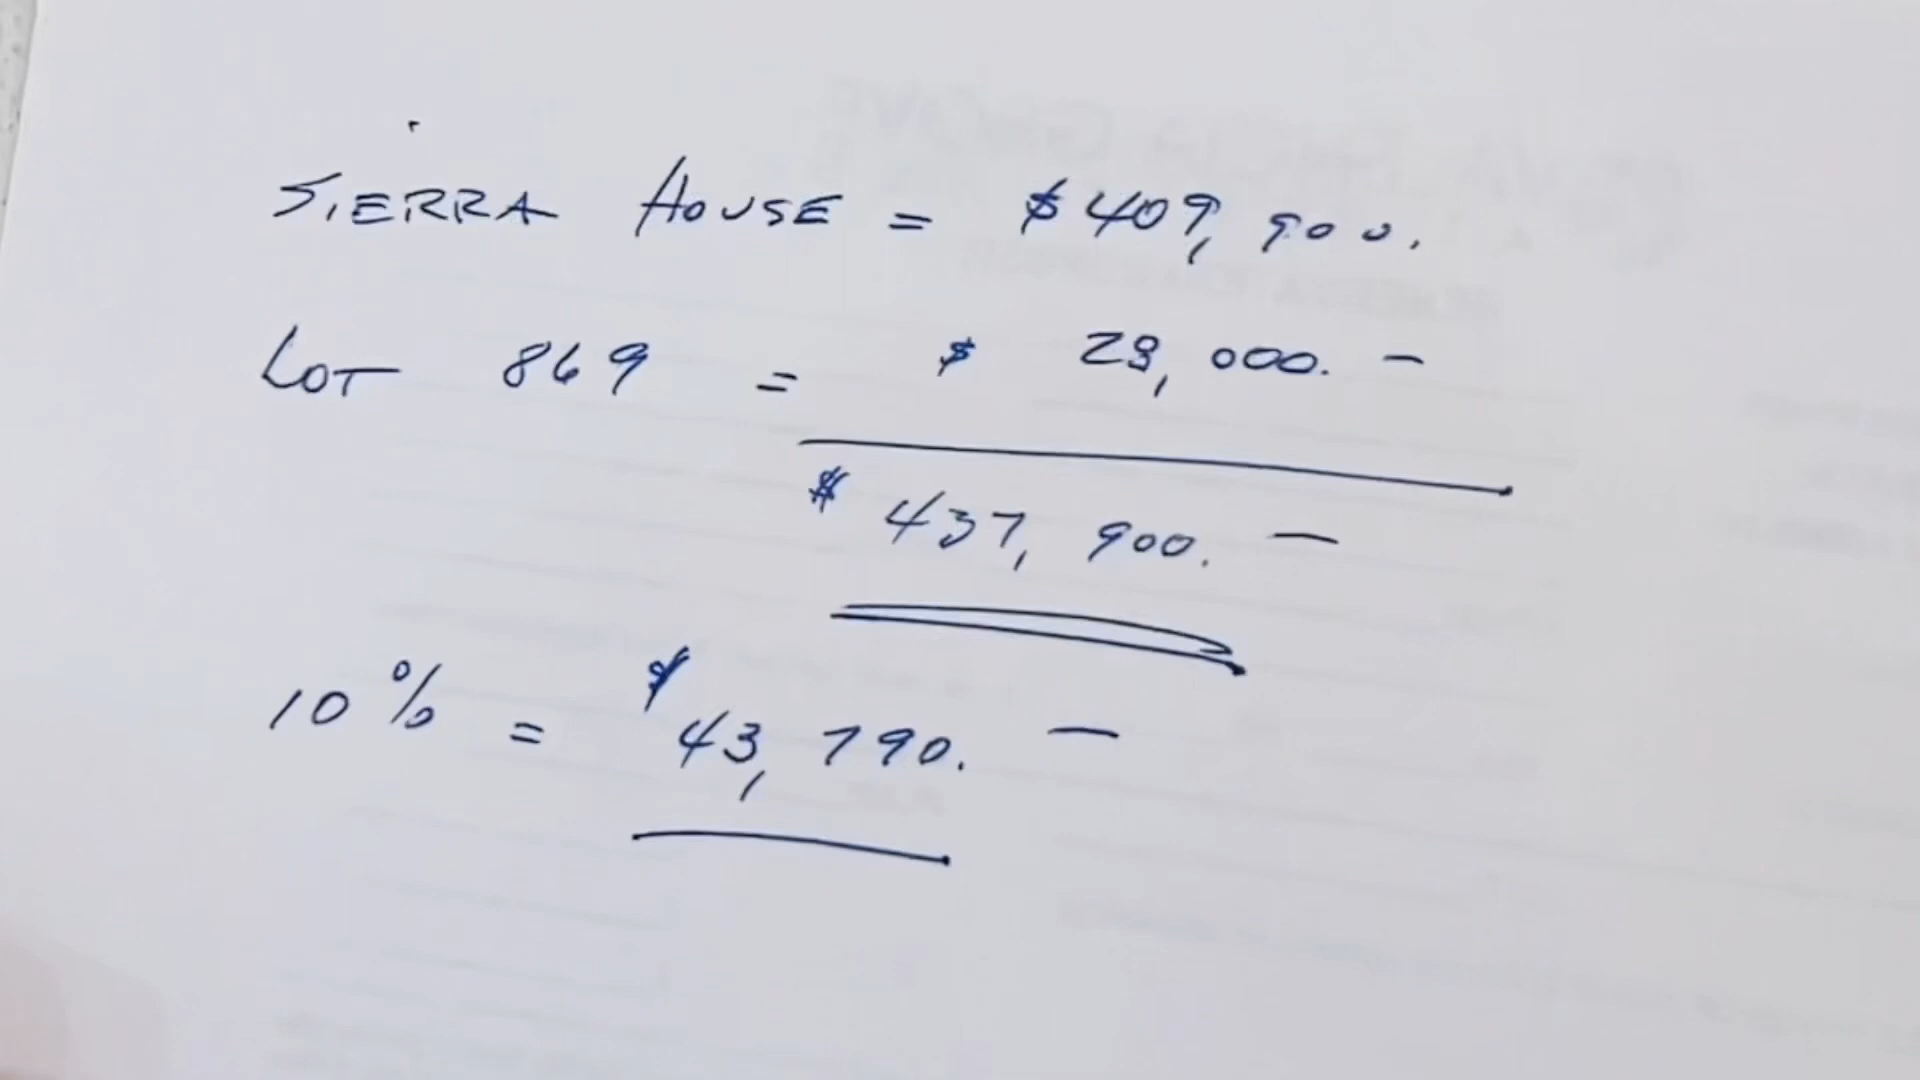 SIERRA HOUSE = $409,900.
LOT 869 = $ 28,000. —
$ 437,900. —
10% = $ 43,790. —